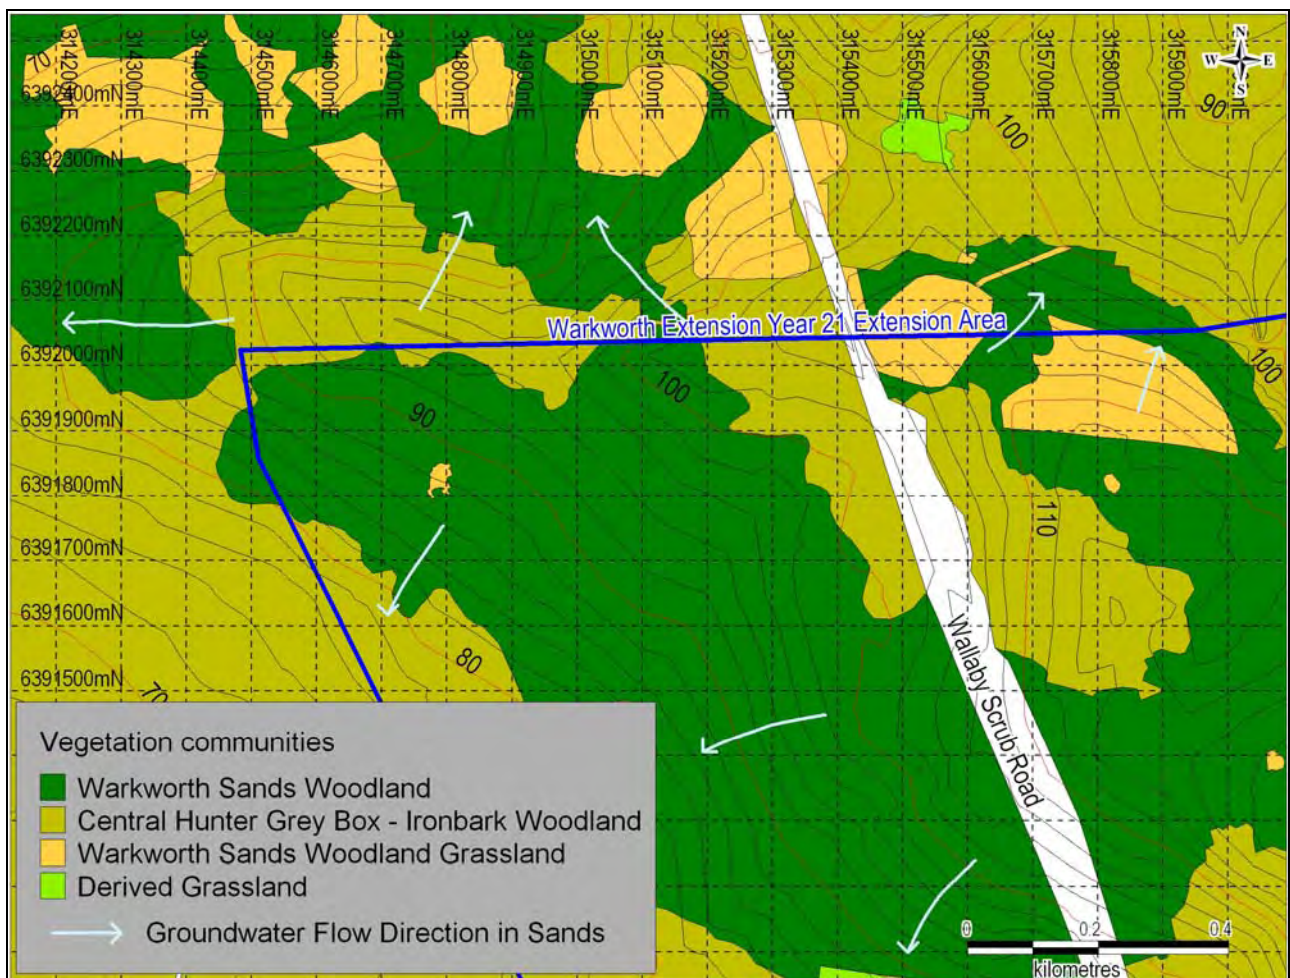 314200mE
314300mE
314400mE
314500mE
314600mE
314700mE
314800mE
314900mE
315000mE
315100mE
315200mE
315300mE
315400mE
315500mE
315600mE
315700mE
315800mE
315900mE
N
W E
S
70
90
100
6392400mN
6392300mN
6392200mN
6392100mN
6392000mN
6391900mN
6391800mN
6391700mN
6391600mN
6391500mN
Warkworth Extension Year 21 Extension Area
100
100
90
110
80
70
Wallaby Scrub Road
Vegetation communities
Warkworth Sands Woodland
Central Hunter Grey Box - Ironbark Woodland
Warkworth Sands Woodland Grassland
Derived Grassland
Groundwater Flow Direction in Sands
0 0.2 0.4
kilometres